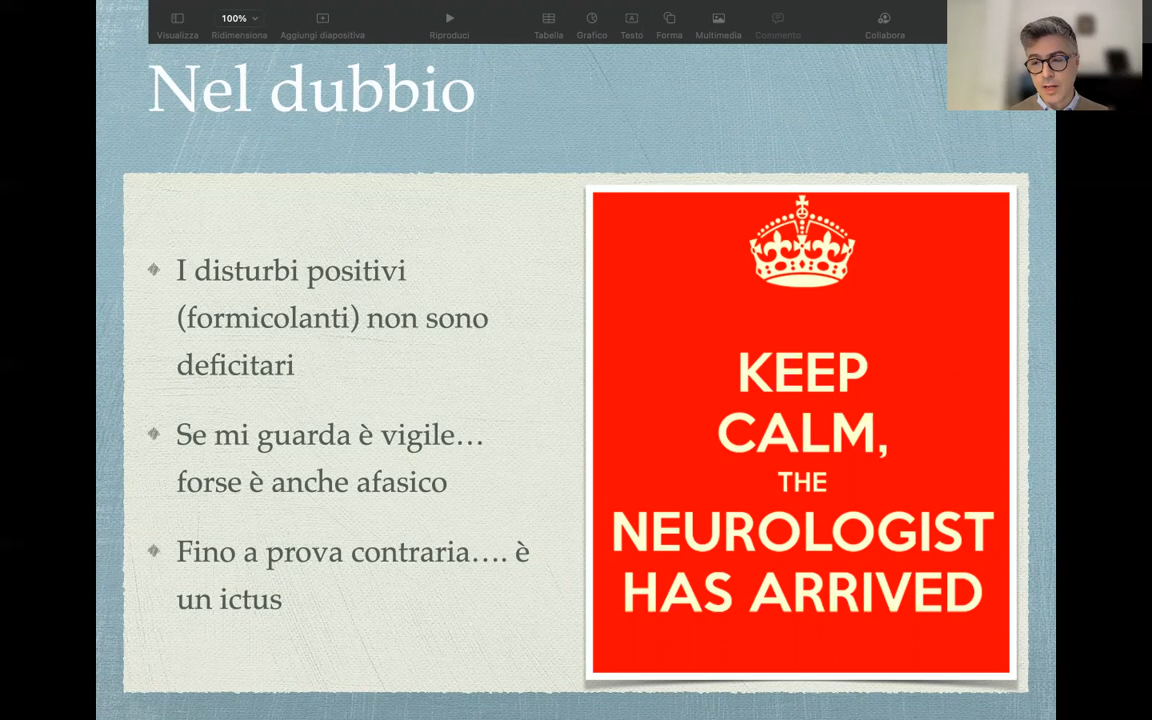 100%
Visualizza
Ridimensiona
Aggiungi diapositiva
Riproduci
Tabella
Grafico
Testo
Forma
Multimedia
Commento
Collabora
Nel dubbio
I disturbi positivi
(formicolanti) non sono
deficitari
Se mi guarda è vigile…
forse è anche afasico
Fino a prova contraria…. è
un ictus
KEEP
CALM,
THE
NEUROLOGIST
HAS ARRIVED